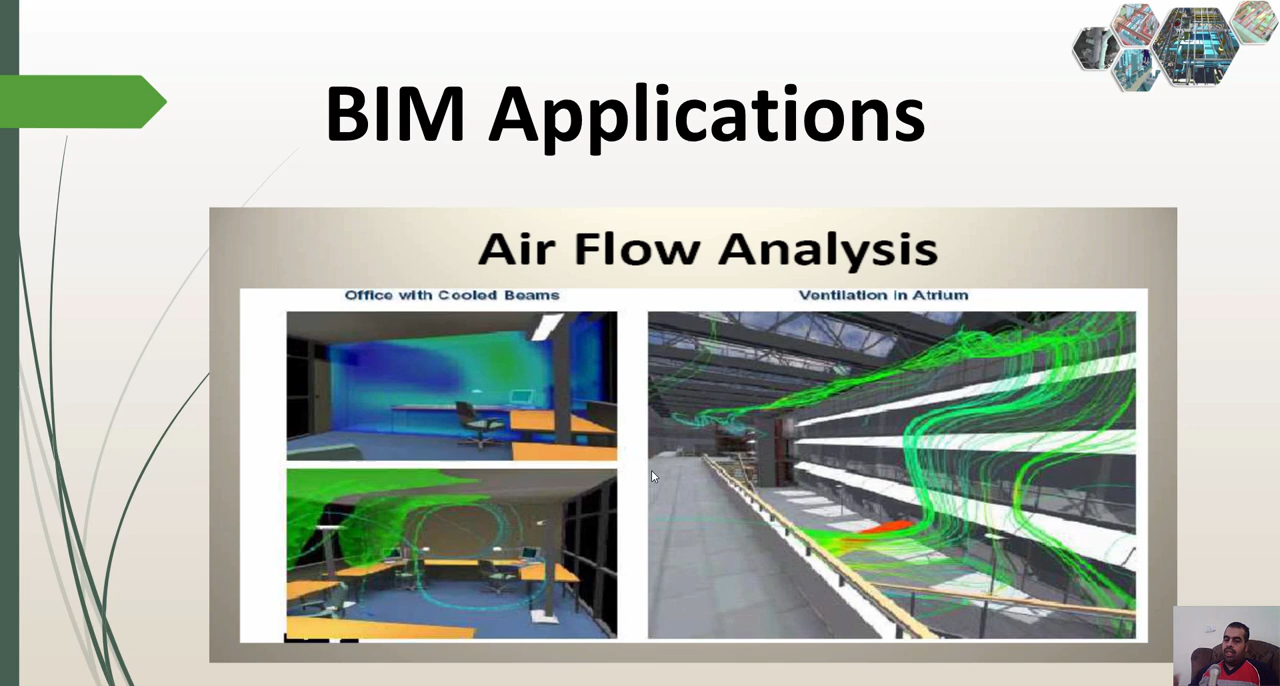 BIM Applications
Air Flow Analysis
Office with Cooled Beams
Ventilation in Atrium